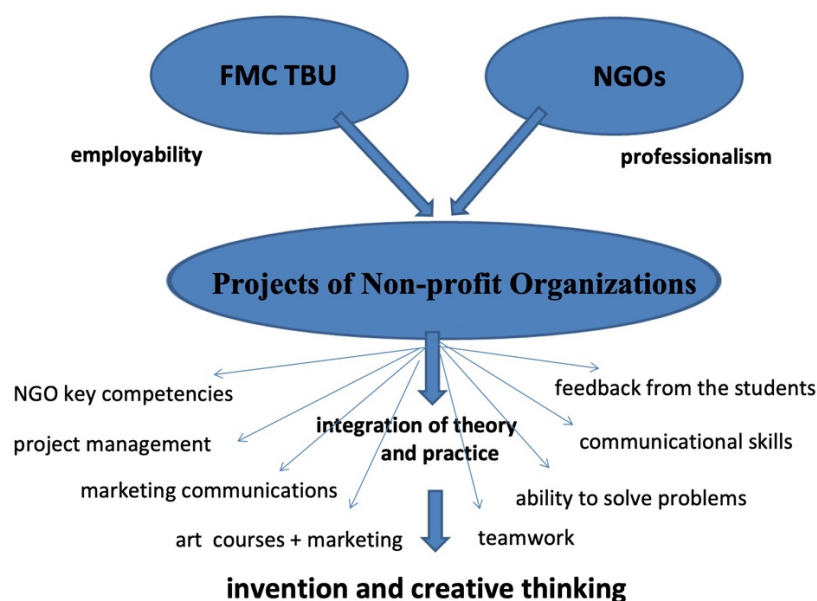 FMC TBU
NGOs
employability
professionalism
Projects of Non-profit Organizations
NGO key competencies
feedback from the students
project management
integration of theory
and practice
communicational skills
marketing communications
ability to solve problems
art courses + marketing
teamwork
invention and creative thinking